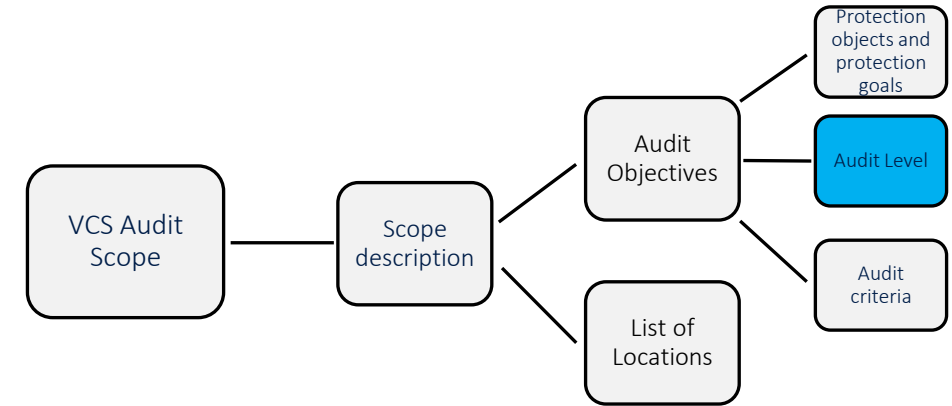 VCS Audit
Scope
Scope
description
Audit
Objectives
List of
Locations
Protection
objects and
protection
goals
Audit Level
Audit
criteria